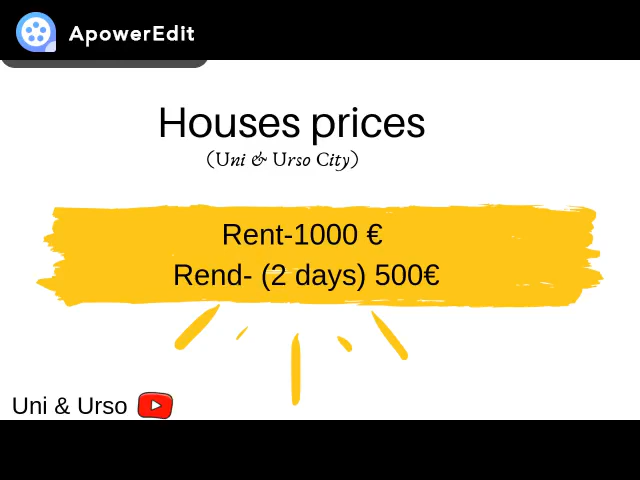 ApowerEdit
Houses prices
(Uni & Urso City)
Rent-1000 €
Rend- (2 days) 500€
Uni & Urso